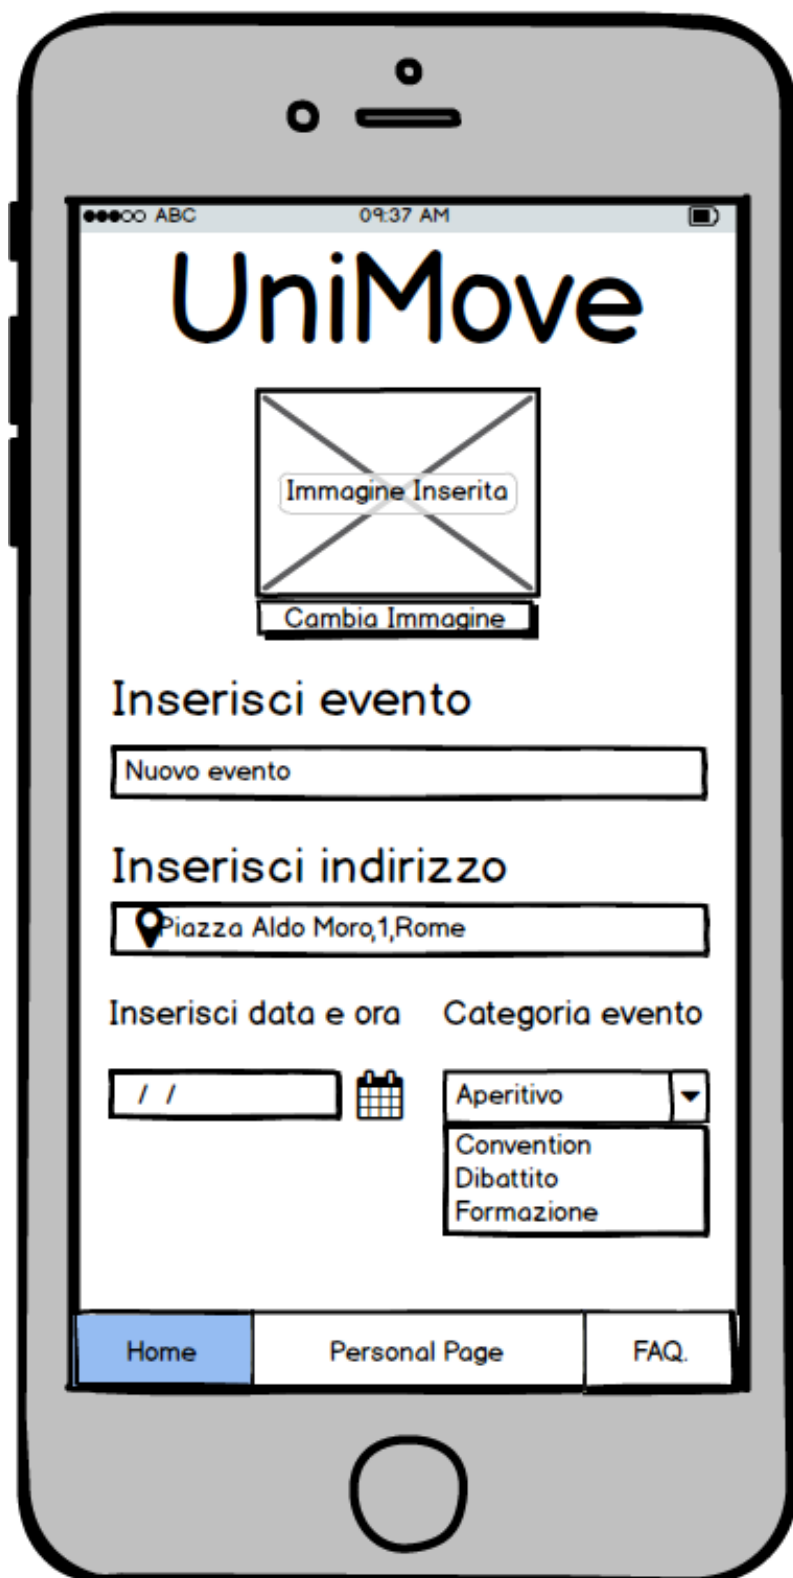 ABC 09:37 AM
UniMove
Immagine Inserita
Cambia Immagine
Inserisci evento
Nuovo evento
Inserisci indirizzo
Piazza Aldo Moro,1,Rome
Inserisci data e ora Categoria evento
/ / Aperitivo
Convention
Dibattito
Formazione
Home Personal Page FAQ.